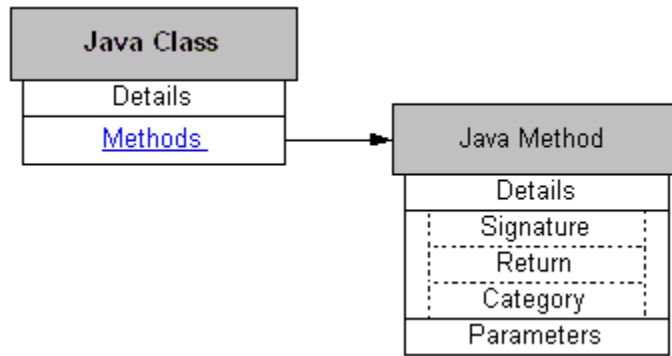 Java Class
Details
Methods
Java Method
Details
Signature
Return
Category
Parameters